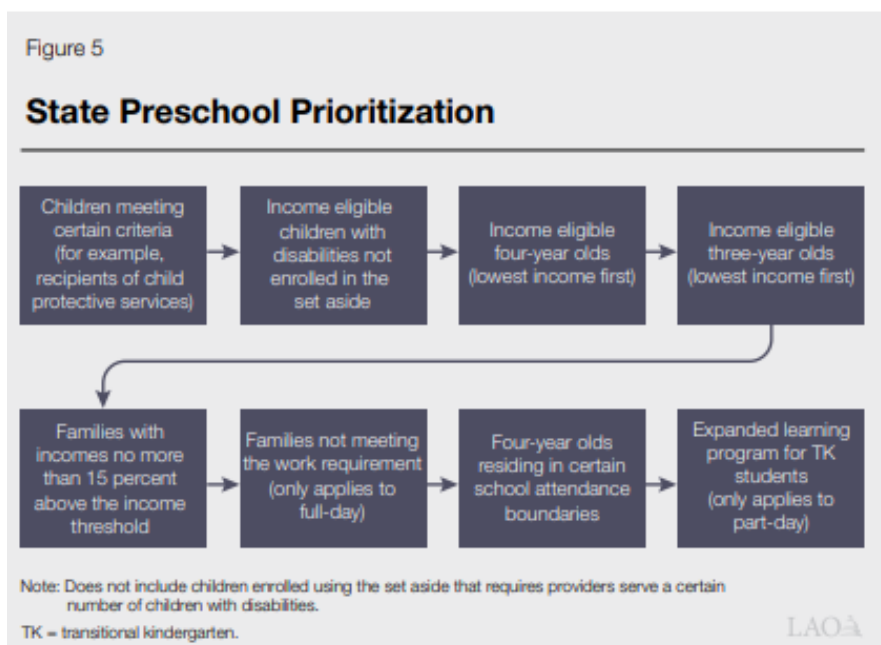 Figure 5
State Preschool Prioritization
Children meeting
certain criteria
(for example,
recipients of child
protective services)
Income eligible
children with
disabilities not
enrolled in the
set aside
Income eligible
four-year olds
(lowest income first)
Income eligible
three-year olds
(lowest income first)
Families with
incomes no more
than 15 percent
above the income
threshold
Families not meeting
the work requirement
(only applies to
full-day)
Four-year olds
residing in certain
school attendance
boundaries
Expanded learning
program for TK
students
(only applies to
part-day)
Note: Does not include children enrolled using the set aside that requires providers serve a certain
number of children with disabilities.
TK = transitional kindergarten.
LAO